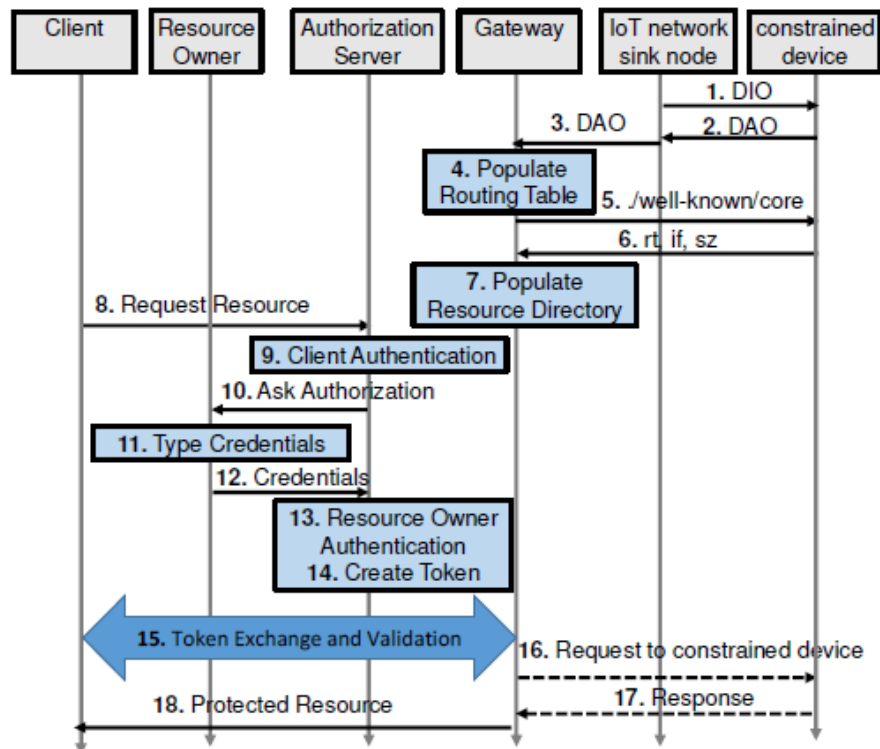 Client
Resource
Owner
Authorization
Server
Gateway
IoT network
sink node
constrained
device
1. DIO
3. DAO
2. DAO
4. Populate
Routing Table
5. ./well-known/core
6. rt, if, sz
7. Populate
Resource Directory
8. Request Resource
9. Client Authentication
10. Ask Authorization
11. Type Credentials
12. Credentials
13. Resource Owner
Authentication
14. Create Token
15. Token Exchange and Validation
16. Request to constrained device
17. Response
18. Protected Resource